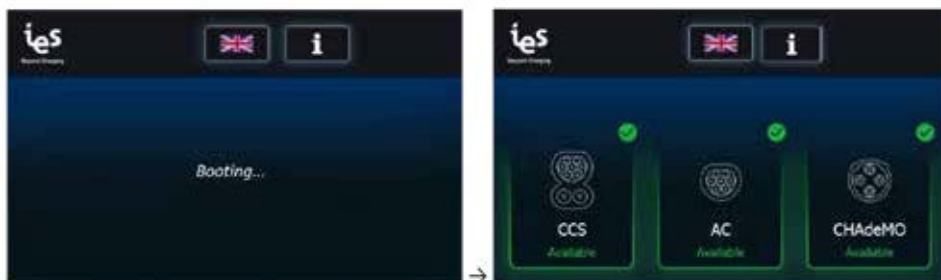 ies
i
Booting...
→
ies
i
CCS
Available
AC
Available
CHAdeMO
Available